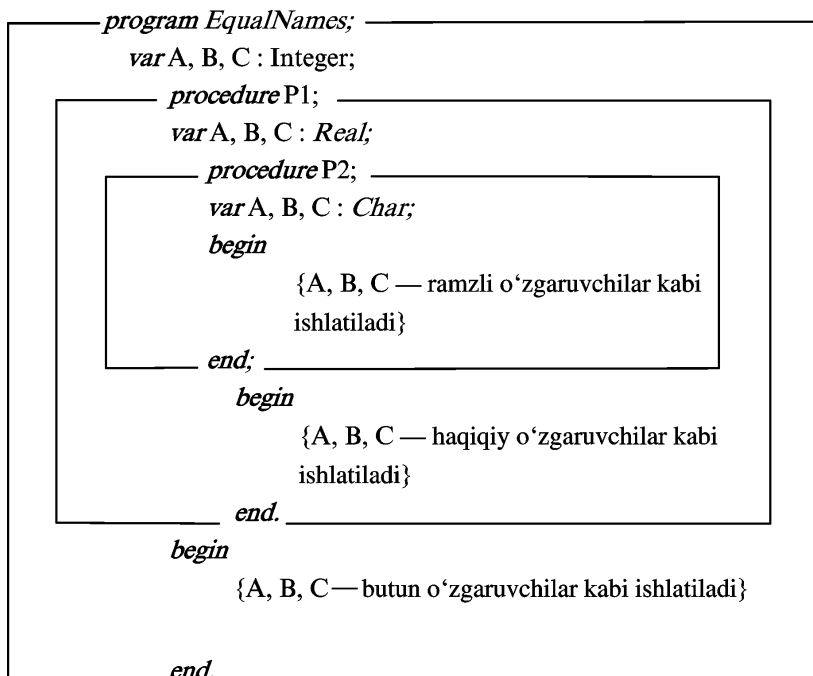 program EqualNames;
var A, B, C : Integer;
procedure P1;
var A, B, C : Real;
procedure P2;
var A, B, C : Char;
begin
{A, B, C — ramzli o‘zgaruvchilar kabi
ishlatiladi}
end;
begin
{A, B, C — haqiqiy o‘zgaruvchilar kabi
ishlatiladi}
end.
begin
{A, B, C — butun o‘zgaruvchilar kabi ishlatiladi}
end.